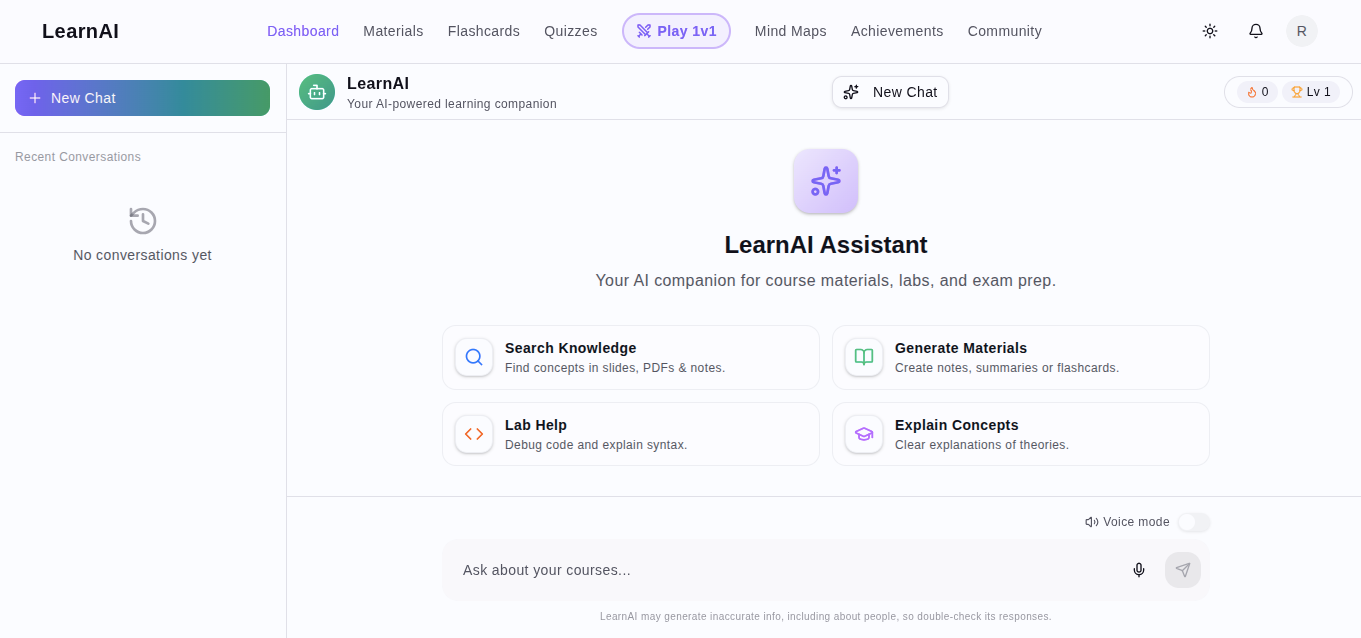 LearnAI
Dashboard
Materials
Flashcards
Quizzes
Play 1v1
Mind Maps
Achievements
Community
R
New Chat
Recent Conversations
No conversations yet
LearnAI
Your AI-powered learning companion
New Chat
0
Lv 1
LearnAI Assistant
Your AI companion for course materials, labs, and exam prep.
Search Knowledge
Find concepts in slides, PDFs & notes.
Generate Materials
Create notes, summaries or flashcards.
Lab Help
Debug code and explain syntax.
Explain Concepts
Clear explanations of theories.
Voice mode
Ask about your courses...
LearnAI may generate inaccurate info, including about people, so double-check its responses.